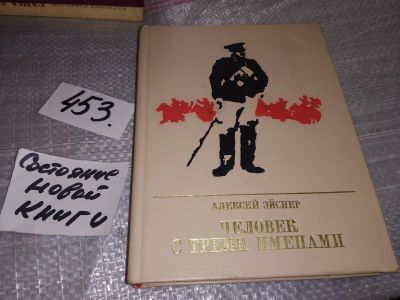 453.
Состояние
новой
книги
АЛЕКСЕЙ ЭЙСНЕР
ЧЕЛОВЕК
С ТРЕМЯ ИМЕНАМИ